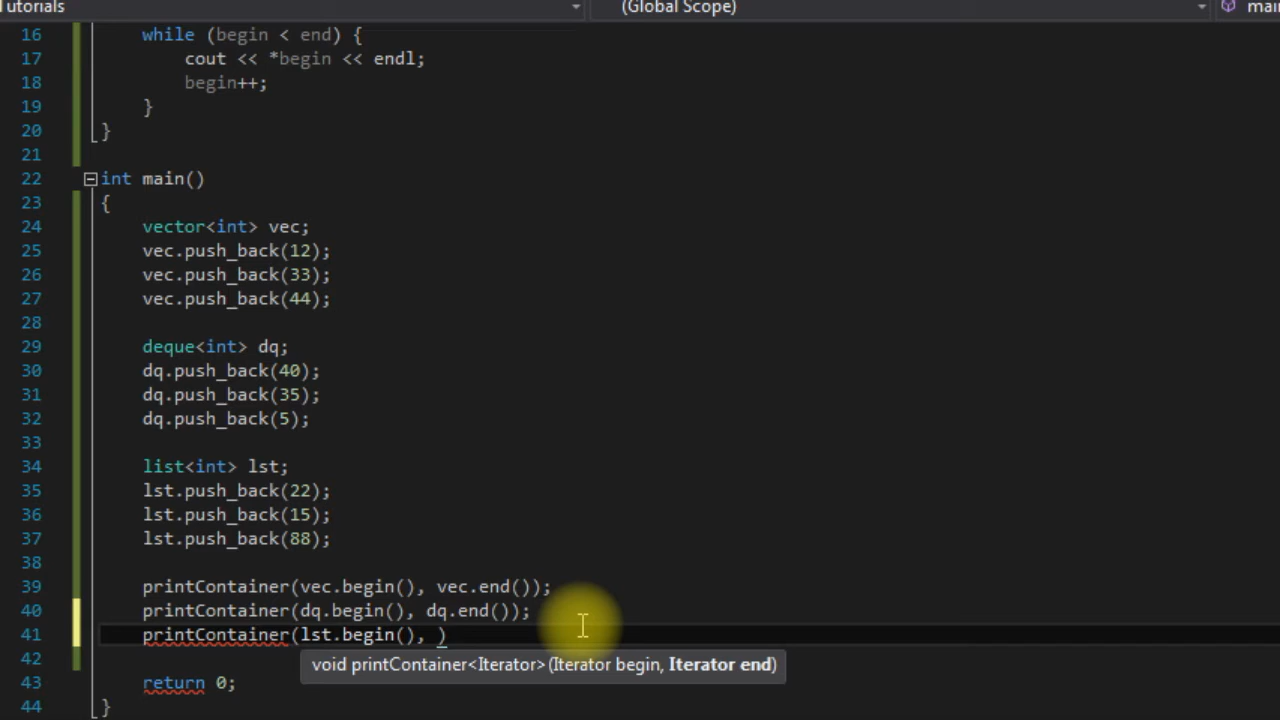 Tutorials (Global Scope) main
16 while (begin < end) {
17 cout << *begin << endl;
18 begin++;
19 }
20 }
21
22 int main()
23 {
24 vector<int> vec;
25 vec.push_back(12);
26 vec.push_back(33);
27 vec.push_back(44);
28
29 deque<int> dq;
30 dq.push_back(40);
31 dq.push_back(35);
32 dq.push_back(5);
33
34 list<int> lst;
35 lst.push_back(22);
36 lst.push_back(15);
37 lst.push_back(88);
38
39 printContainer(vec.begin(), vec.end());
40 printContainer(dq.begin(), dq.end());
41 printContainer(lst.begin(), )
42 void printContainer<Iterator>(Iterator begin, Iterator end)
43 return 0;
44 }